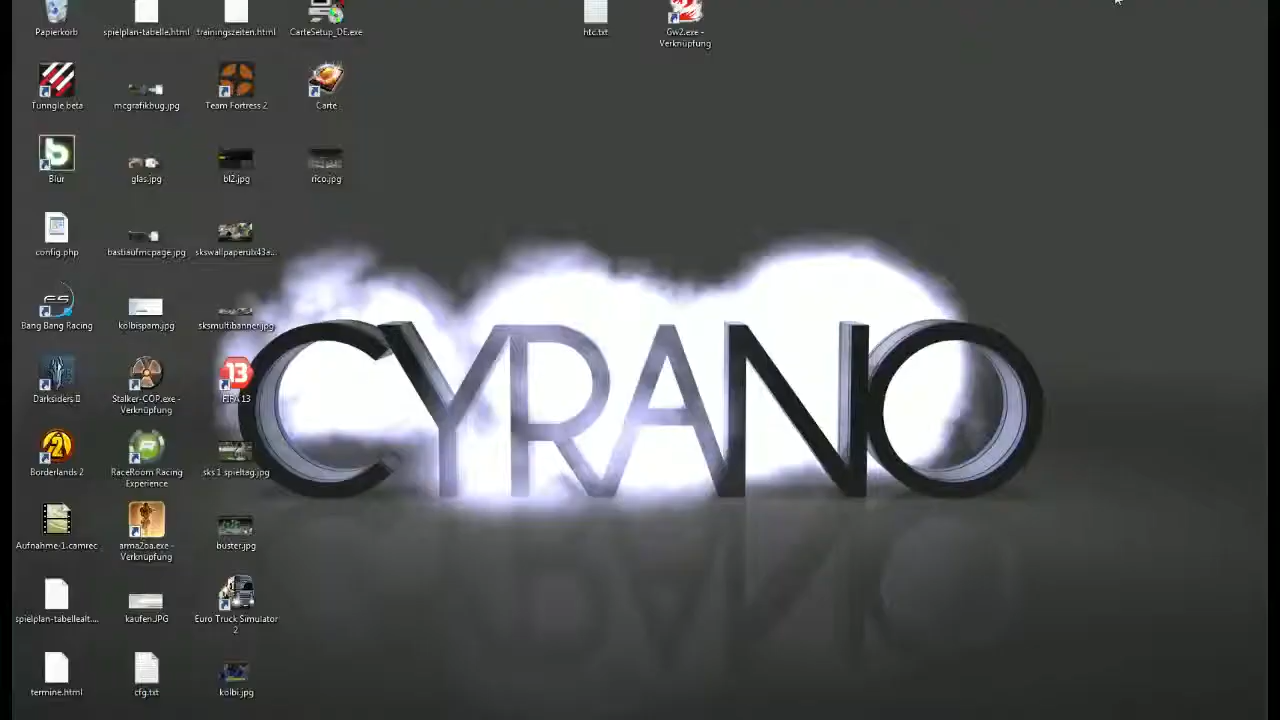 Papierkorb
spielplan-tabelle.html
trainingszeiten.html
CarteSetup_DE.exe
htc.txt
Gw2.exe -
Verknüpfung
Tunngle beta
mcgrafikbug.jpg
Team Fortress 2
Carte
Blur
glas.jpg
bl2.jpg
rico.jpg
config.php
bastiaufmcpage.jpg
skswallpaperubi43a...
Bang Bang Racing
kolbispam.jpg
sksmultibanner.jpg
Darksiders II
Stalker-COP.exe -
Verknüpfung
13
FIFA 13
CYRANO
Borderlands 2
RaceRoom Racing
Experience
sks 1 spieltag.jpg
Aufnahme-1.camrec
arma2oa.exe -
Verknüpfung
buster.jpg
spielplan-tabellealt....
kaufen.JPG
Euro Truck Simulator
2
termine.html
cfg.txt
kolbi.jpg